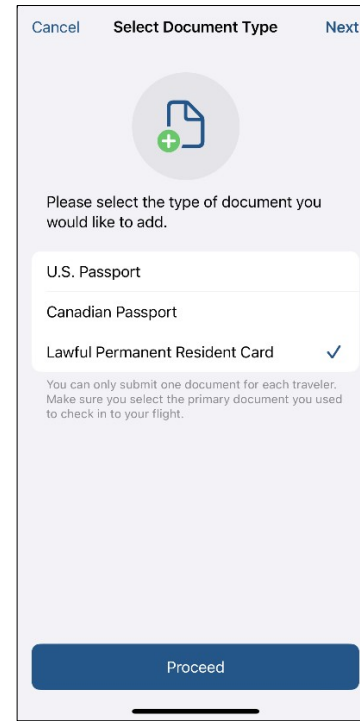 Cancel Select Document Type Next
Please select the type of document you
would like to add.
U.S. Passport
Canadian Passport
Lawful Permanent Resident Card
You can only submit one document for each traveler.
Make sure you select the primary document you used
to check in to your flight.
Proceed